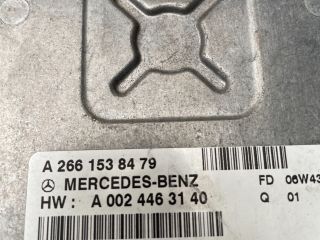 A 266 153 84 79
MERCEDES-BENZ FD 06W43
HW : A 002 446 31 40 Q 01